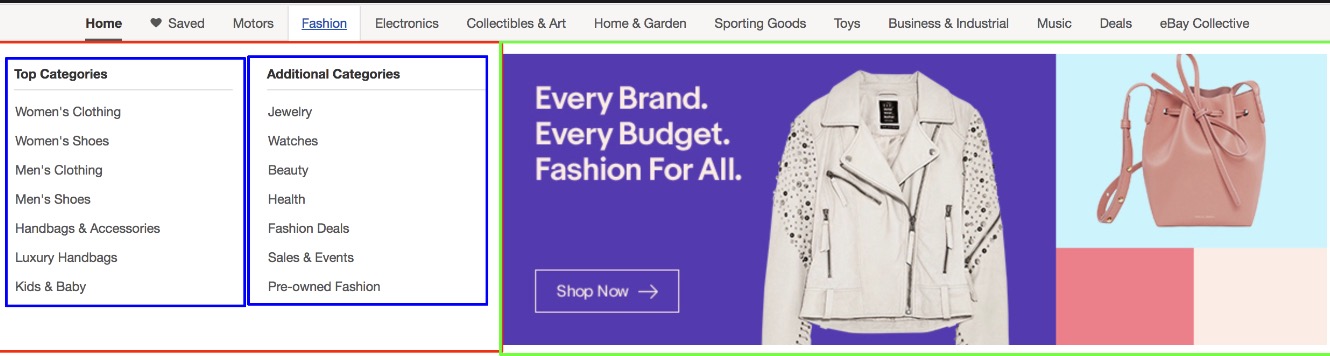 Home Saved Motors Fashion Electronics Collectibles & Art Home & Garden Sporting Goods Toys Business & Industrial Music Deals eBay Collective
Top Categories
Women's Clothing
Women's Shoes
Men's Clothing
Men's Shoes
Handbags & Accessories
Luxury Handbags
Kids & Baby
Additional Categories
Jewelry
Watches
Beauty
Health
Fashion Deals
Sales & Events
Pre-owned Fashion
Every Brand.
Every Budget.
Fashion For All.
Shop Now